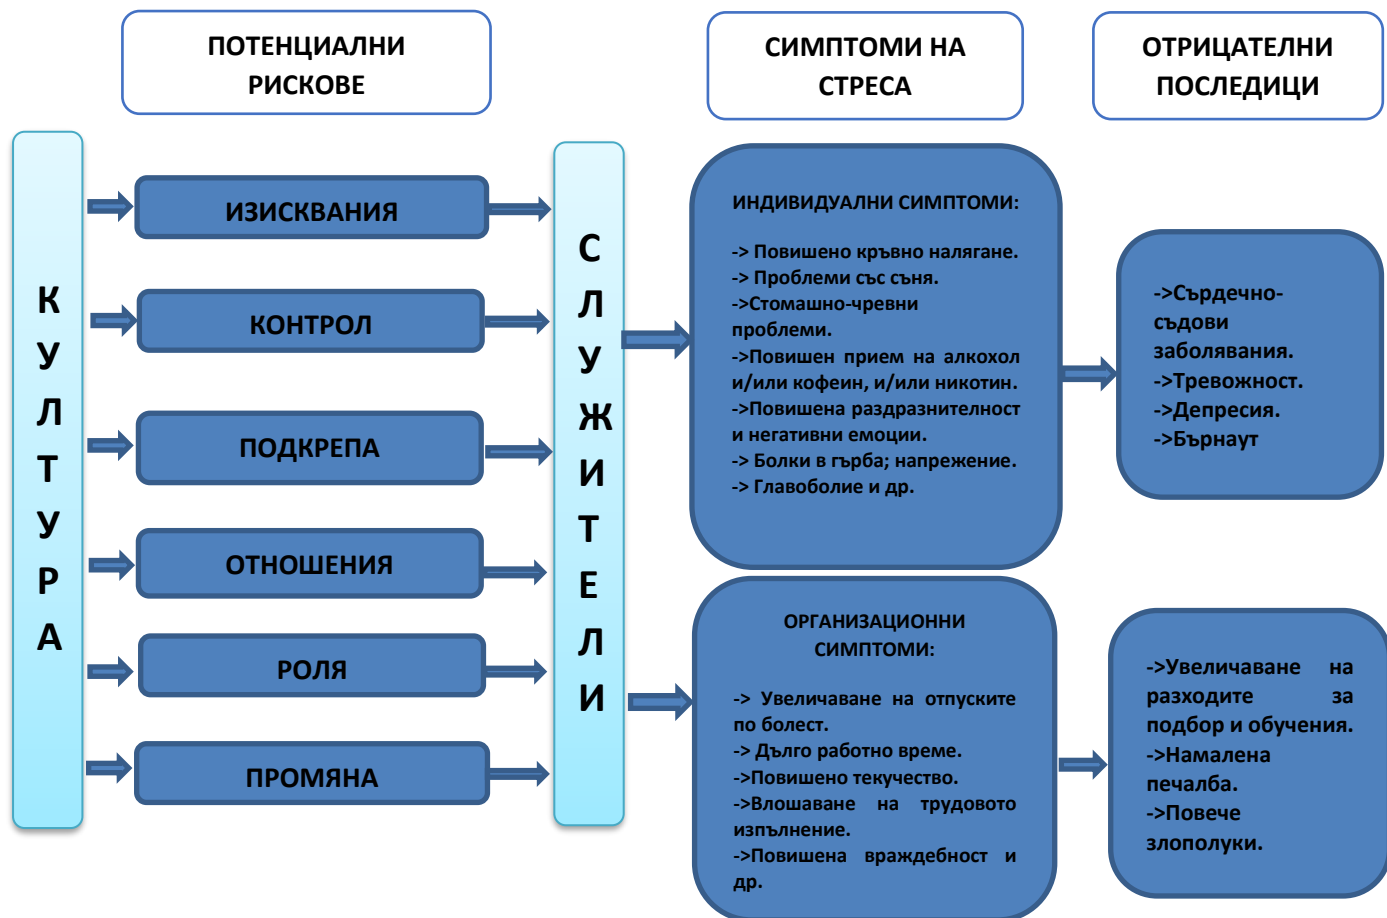 ПОТЕНЦИАЛНИ
РИСКОВЕ
СИМПТОМИ НА
СТРЕСА
ОТРИЦАТЕЛНИ
ПОСЛЕДИЦИ
КУЛТУРА
ИЗИСКВАНИЯ
КОНТРОЛ
ПОДКРЕПА
ОТНОШЕНИЯ
РОЛЯ
ПРОМЯНА
СЛУЖИТЕЛИ
ИНДИВИДУАЛНИ СИМПТОМИ:
-> Повишено кръвно налягане.
-> Проблеми със съня.
->Стомашно-чревни
проблеми.
->Повишен прием на алкохол
и/или кофеин, и/или никотин.
->Повишена раздразнителност
и негативни емоции.
-> Болки в гърба; напрежение.
-> Главоболие и др.
->Сърдечно-
съдови
заболявания.
->Тревожност.
->Депресия.
->Бърнаут
ОРГАНИЗАЦИОННИ
СИМПТОМИ:
-> Увеличаване на отпуските
по болест.
-> Дълго работно време.
->Повишено текучество.
->Влошаване на трудовото
изпълнение.
->Повишена враждебност и
др.
->Увеличаване на
разходите за
подбор и обучения.
->Намалена
печалба.
->Повече
злополуки.